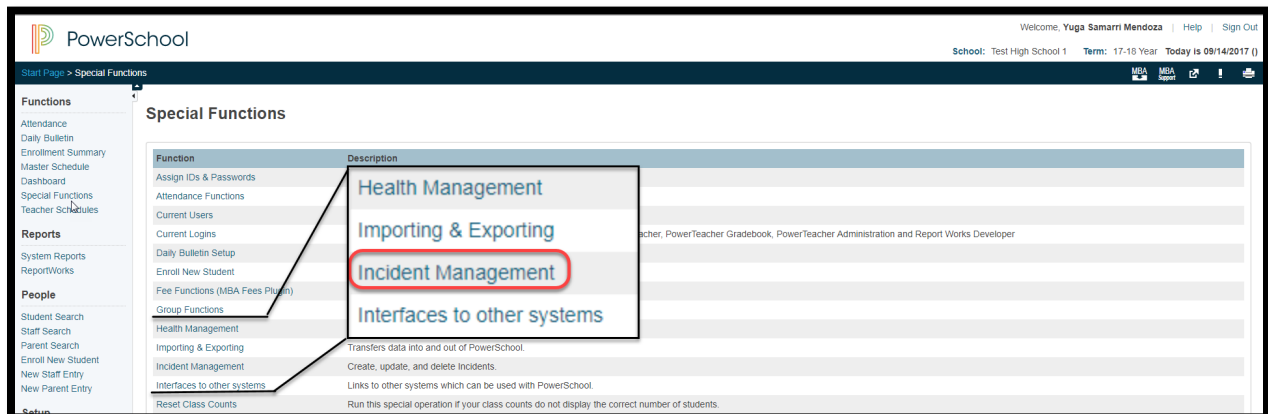 PowerSchool
Welcome, Yuga Samarri Mendoza | Help | Sign Out
School: Test High School 1 Term: 17-18 Year Today is 09/14/2017 ()
Start Page > Special Functions
MBA MBA Support
Functions
Attendance
Daily Bulletin
Enrollment Summary
Master Schedule
Dashboard
Special Functions
Teacher Schedules
Reports
System Reports
ReportWorks
People
Student Search
Staff Search
Parent Search
Enroll New Student
New Staff Entry
New Parent Entry
Setup
Special Functions
Function Description
Assign IDs & Passwords
Attendance Functions
Current Users
Current Logins acher, PowerTeacher Gradebook, PowerTeacher Administration and Report Works Developer
Daily Bulletin Setup
Enroll New Student
Fee Functions (MBA Fees Plugin)
Group Functions
Health Management
Importing & Exporting Transfers data into and out of PowerSchool.
Incident Management Create, update, and delete Incidents.
Interfaces to other systems Links to other systems which can be used with PowerSchool.
Reset Class Counts Run this special operation if your class counts do not display the correct number of students.
Health Management
Importing & Exporting
Incident Management
Interfaces to other systems